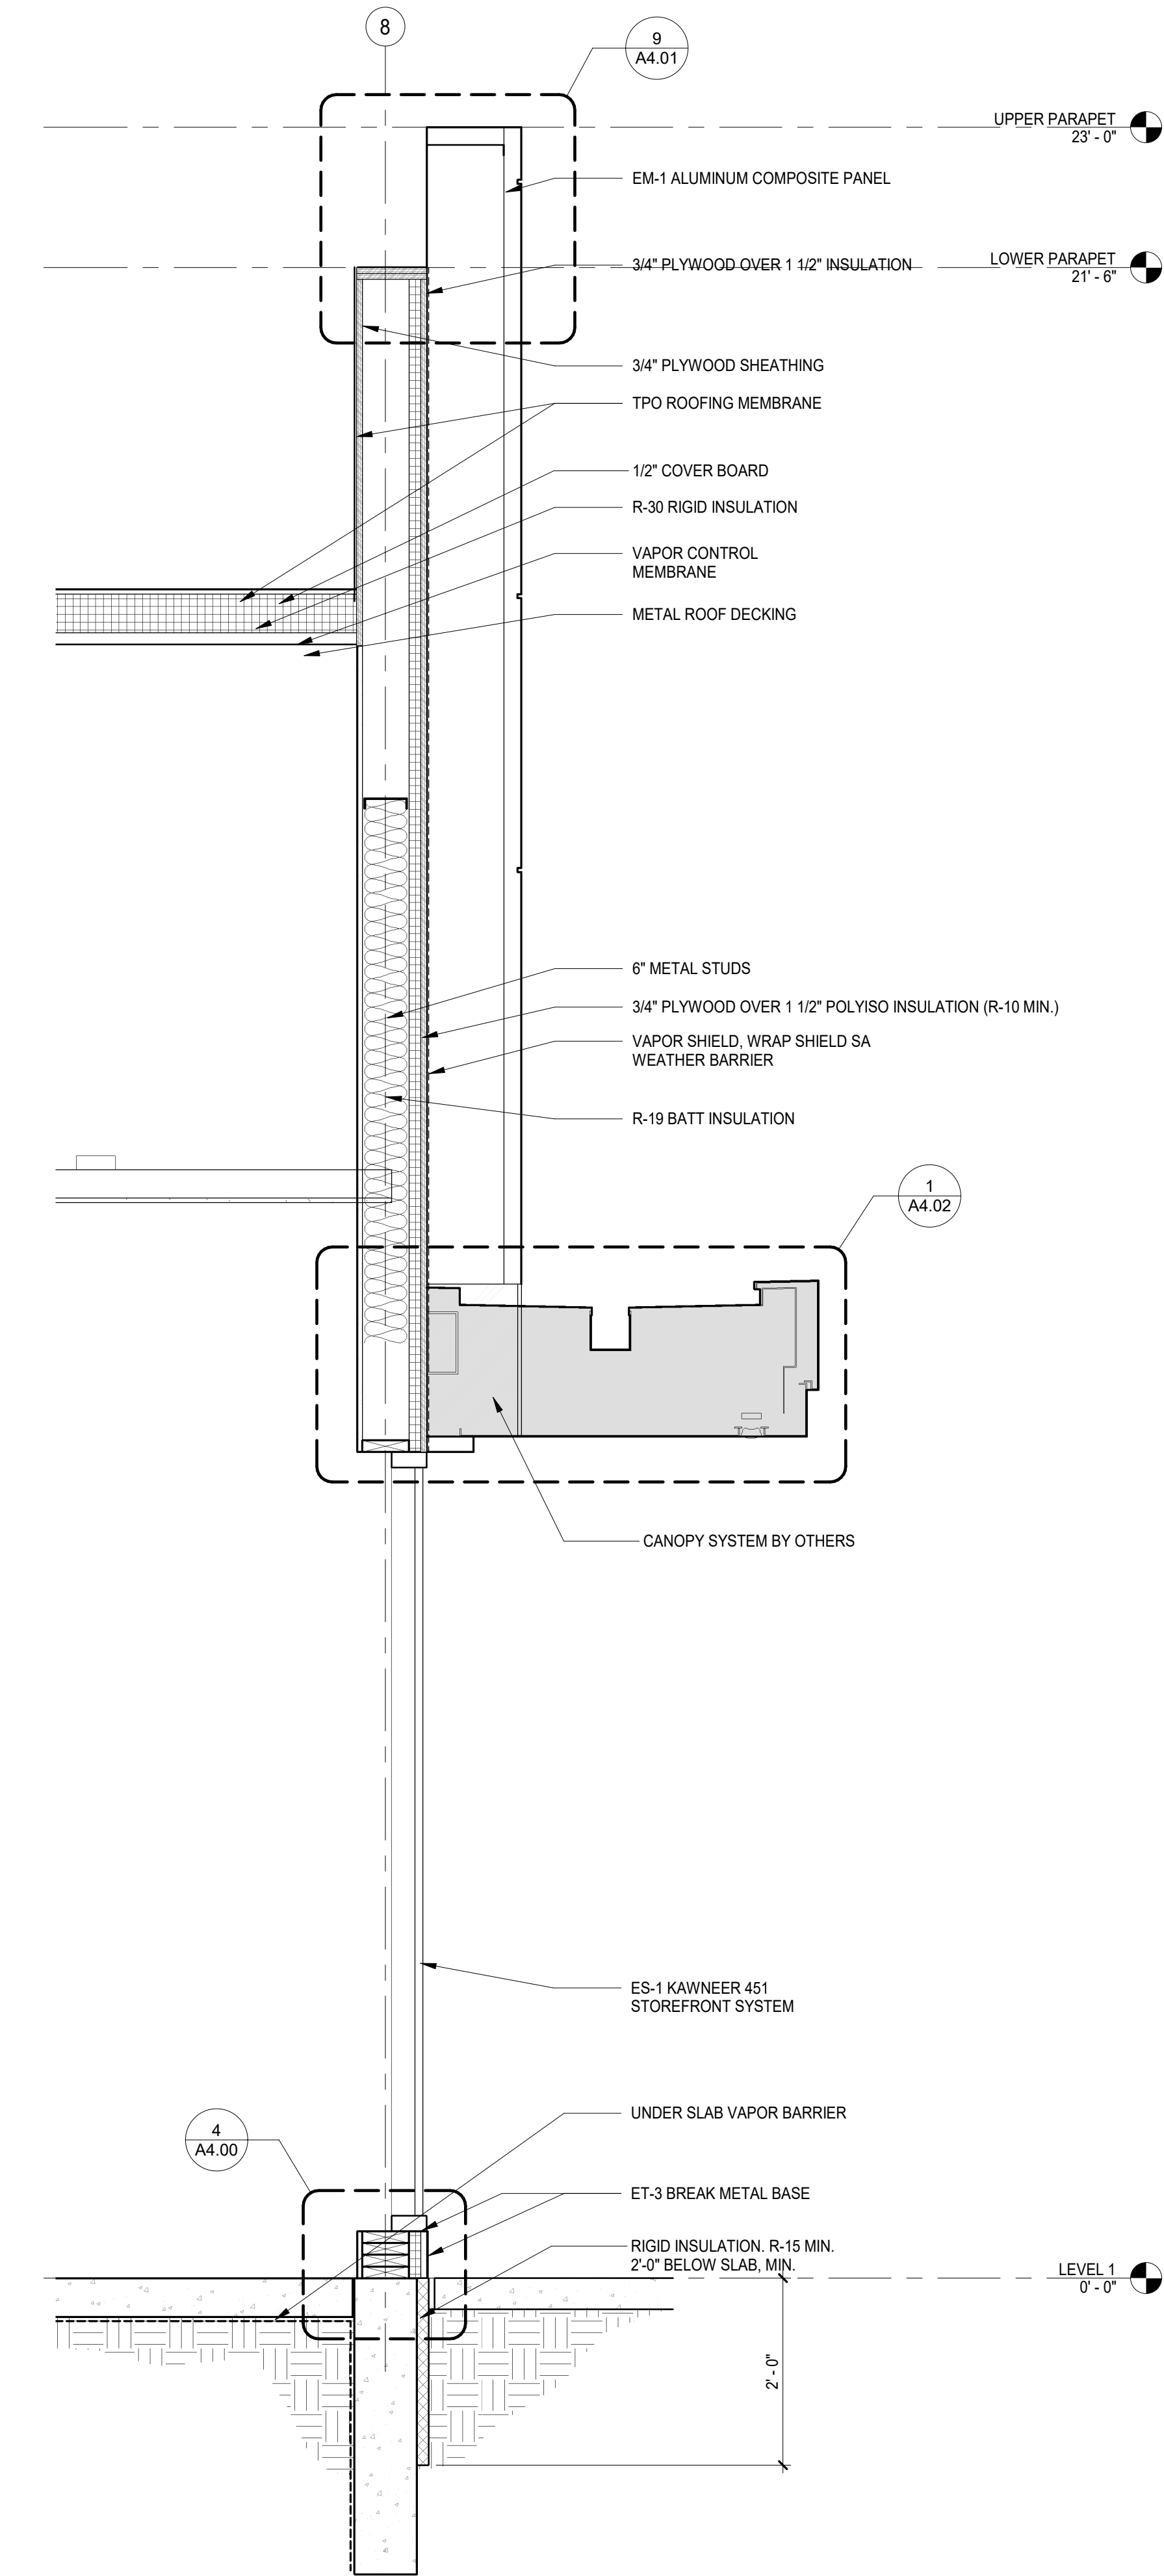 8
9
A4.01
UPPER PARAPET
23' - 0"
EM-1 ALUMINUM COMPOSITE PANEL
3/4" PLYWOOD OVER 1 1/2" INSULATION
LOWER PARAPET
21' - 6"
3/4" PLYWOOD SHEATHING
TPO ROOFING MEMBRANE
1/2" COVER BOARD
R-30 RIGID INSULATION
VAPOR CONTROL
MEMBRANE
METAL ROOF DECKING
6" METAL STUDS
3/4" PLYWOOD OVER 1 1/2" POLYISO INSULATION (R-10 MIN.)
VAPOR SHIELD, WRAP SHIELD SA
WEATHER BARRIER
R-19 BATT INSULATION
1
A4.02
CANOPY SYSTEM BY OTHERS
ES-1 KAWNEER 451
STOREFRONT SYSTEM
UNDER SLAB VAPOR BARRIER
4
A4.00
ET-3 BREAK METAL BASE
RIGID INSULATION. R-15 MIN.
2'-0" BELOW SLAB, MIN.
LEVEL 1
0' - 0"
2' - 0"